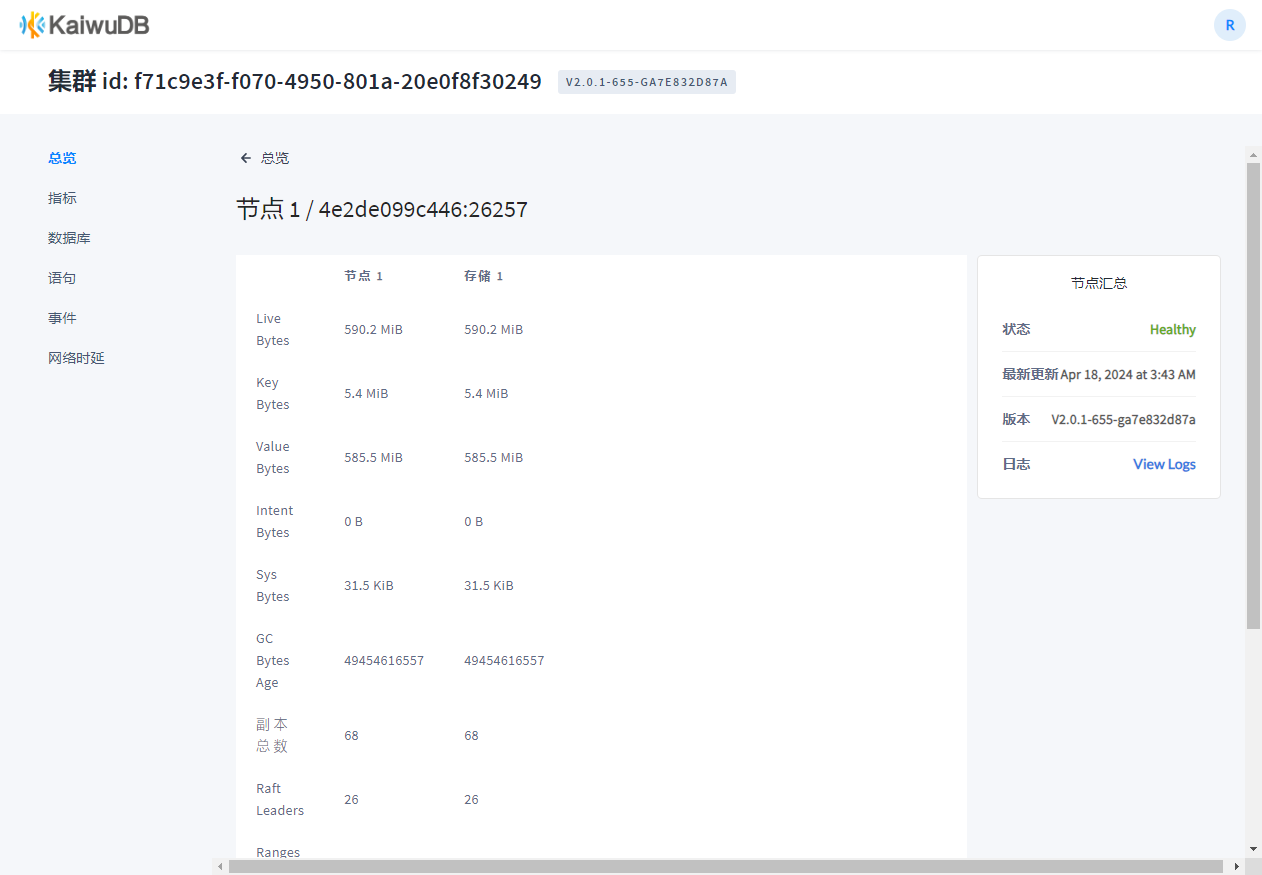 KaiwuDB
R
集群 id: f71c9e3f-f070-4950-801a-20e0f8f30249 V2.0.1-655-GA7E832D87A
总览
指标
数据库
语句
事件
网络时延
← 总览
节点 1 / 4e2de099c446:26257
节点 1 存储 1
Live
Bytes
590.2 MiB 590.2 MiB
Key
Bytes
5.4 MiB 5.4 MiB
Value
Bytes
585.5 MiB 585.5 MiB
Intent
Bytes
0 B 0 B
Sys
Bytes
31.5 KiB 31.5 KiB
GC
Bytes
Age
49454616557 49454616557
副本
总数
68 68
Raft
Leaders
26 26
Ranges
节点汇总
状态 Healthy
最新更新 Apr 18, 2024 at 3:43 AM
版本 V2.0.1-655-ga7e832d87a
日志 View Logs